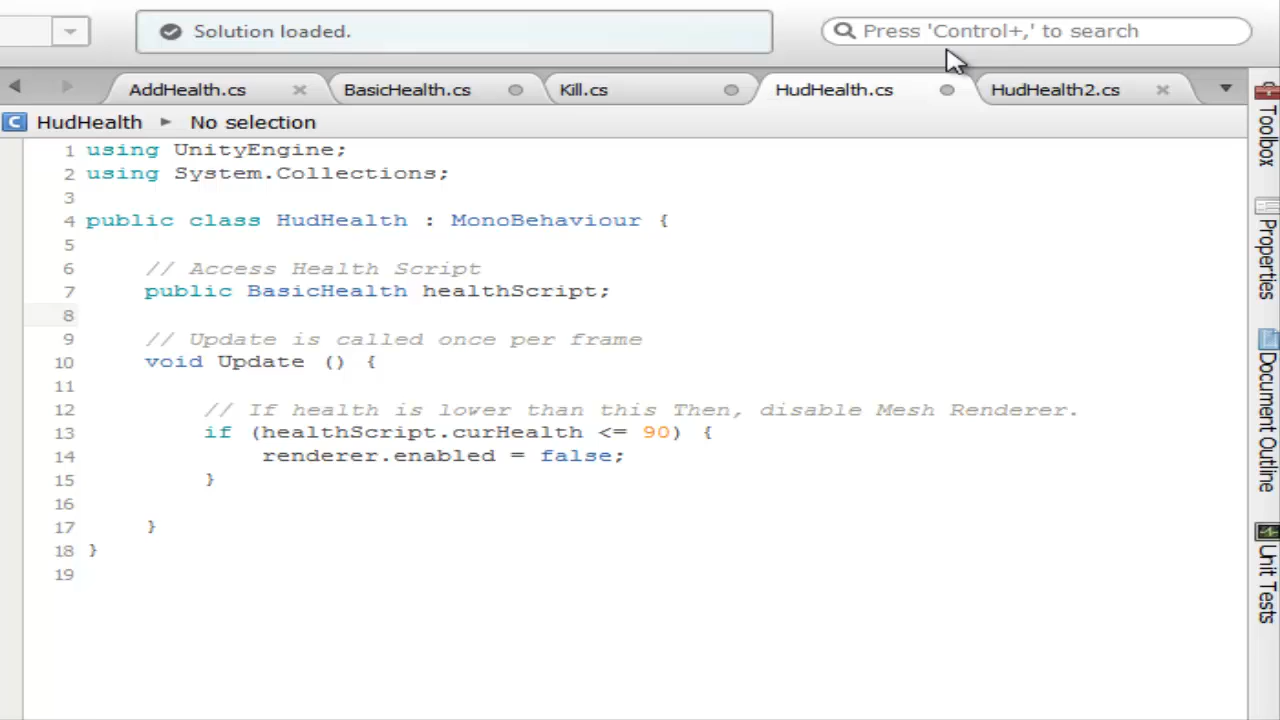 Solution loaded.
Press 'Control+,' to search
AddHealth.cs
BasicHealth.cs
Kill.cs
HudHealth.cs
HudHealth2.cs
HudHealth
No selection
1 using UnityEngine;
2 using System.Collections;
3
4 public class HudHealth : MonoBehaviour {
5
6 // Access Health Script
7 public BasicHealth healthScript;
8
9 // Update is called once per frame
10 void Update () {
11
12 // If health is lower than this Then, disable Mesh Renderer.
13 if (healthScript.curHealth <= 90) {
14 renderer.enabled = false;
15 }
16
17 }
18 }
19
Toolbox
Properties
Document Outline
Unit Tests